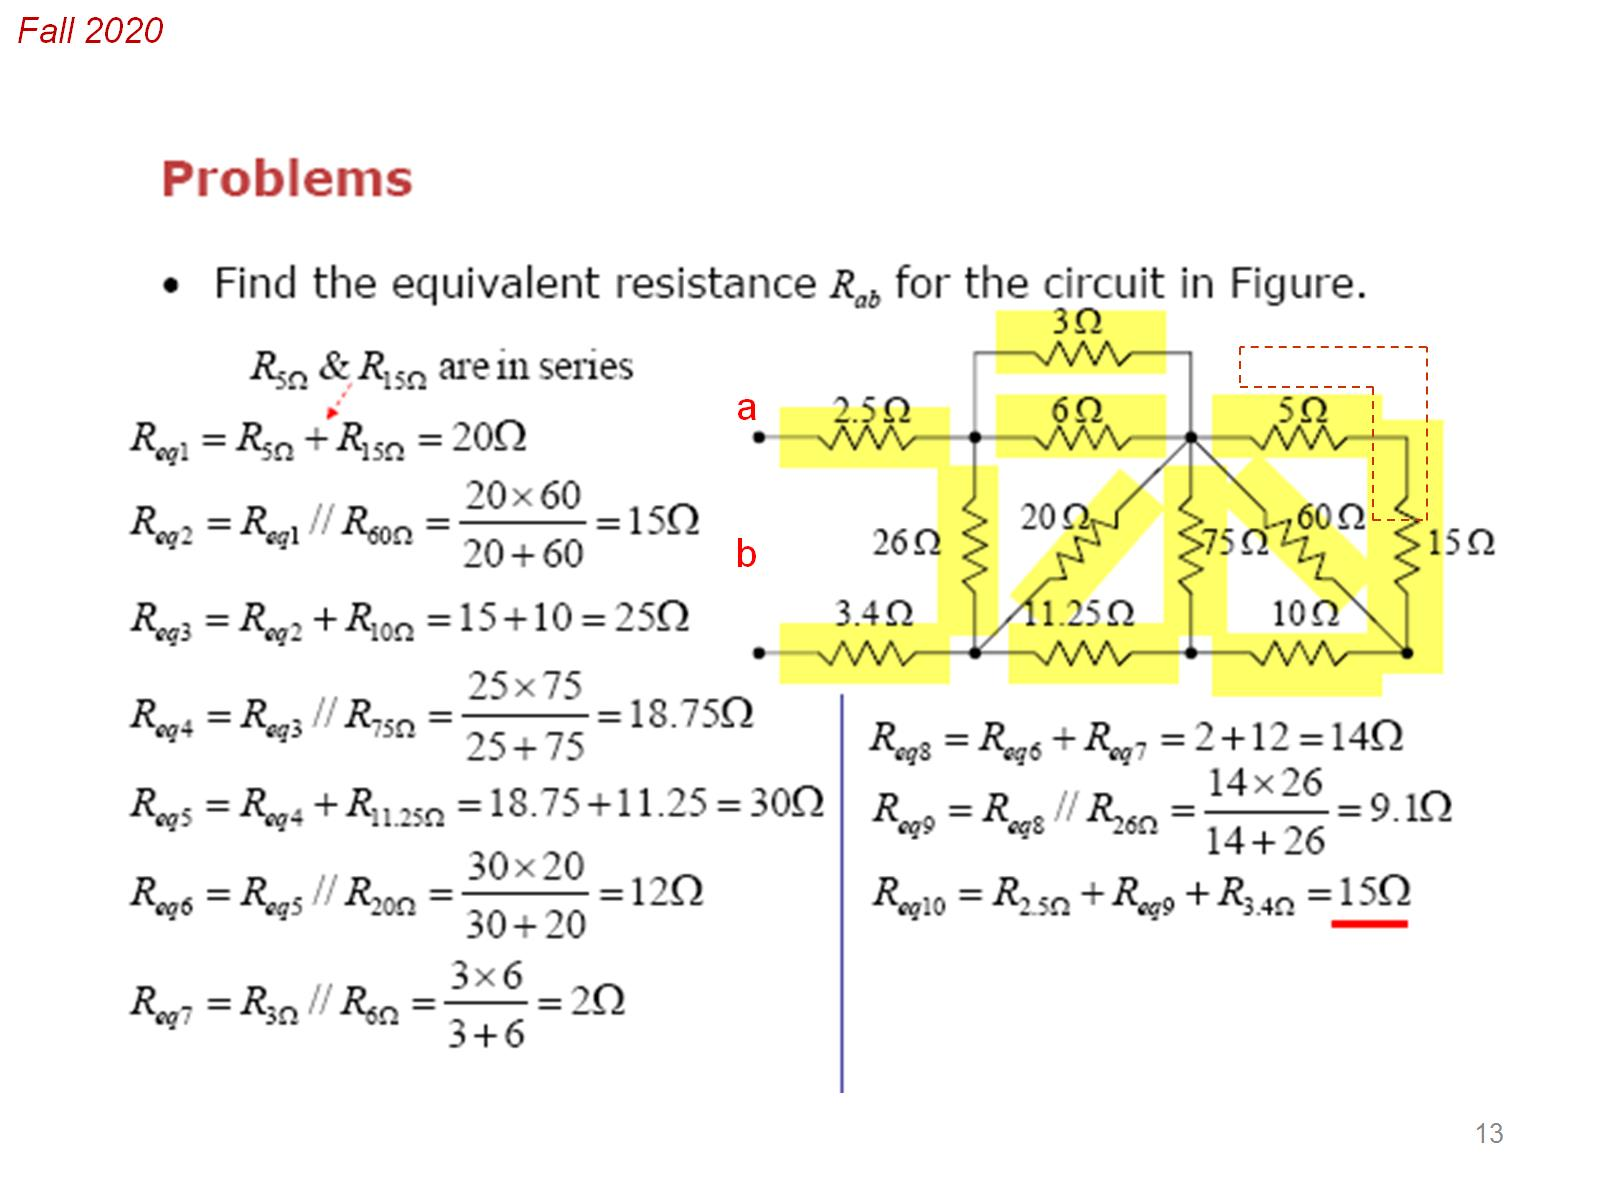 Fall 2020
Problems
• Find the equivalent resistance R_ab for the circuit in Figure.
R_5Ω & R_15Ω are in series
R_eq1 = R_5Ω + R_15Ω = 20Ω
R_eq2 = R_eq1 // R_60Ω = (20×60)/(20+60) = 15Ω
R_eq3 = R_eq2 + R_10Ω = 15+10 = 25Ω
R_eq4 = R_eq3 // R_75Ω = (25×75)/(25+75) = 18.75Ω
R_eq5 = R_eq4 + R_11.25Ω = 18.75+11.25 = 30Ω
R_eq6 = R_eq5 // R_20Ω = (30×20)/(30+20) = 12Ω
R_eq7 = R_3Ω // R_6Ω = (3×6)/(3+6) = 2Ω
3Ω
a
2.5Ω
6Ω
5Ω
b
26Ω
20Ω
75Ω
60Ω
15Ω
3.4Ω
11.25Ω
10Ω
R_eq8 = R_eq6 + R_eq7 = 2+12 = 14Ω
R_eq9 = R_eq8 // R_26Ω = (14×26)/(14+26) = 9.1Ω
R_eq10 = R_2.5Ω + R_eq9 + R_3.4Ω = 15Ω
13